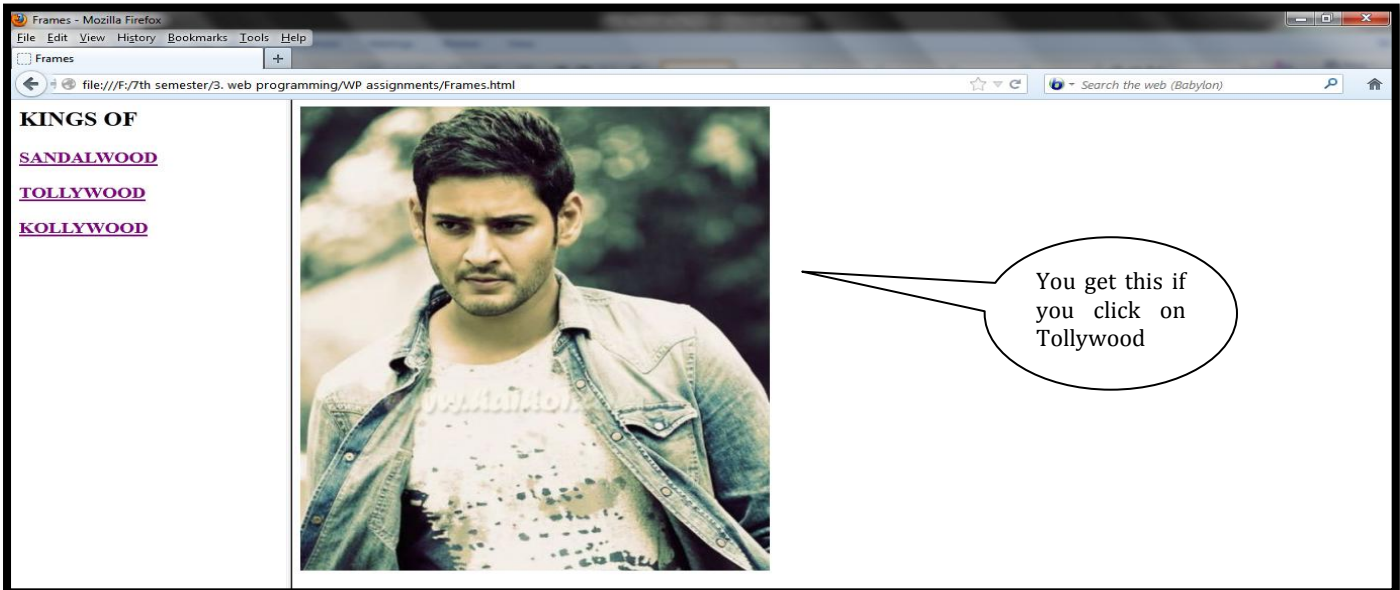 Frames - Mozilla Firefox
File Edit View History Bookmarks Tools Help
Frames
file:///F:/7th semester/3. web programming/WP assignments/Frames.html
Search the web (Babylon)
KINGS OF
SANDALWOOD
TOLLYWOOD
KOLLYWOOD
You get this if
you click on
Tollywood